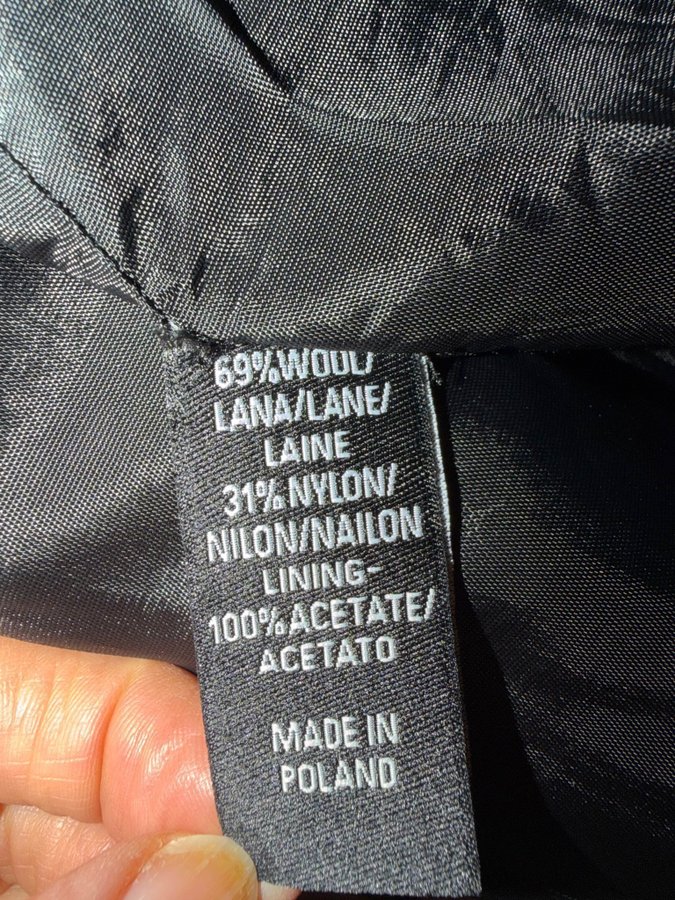 69% WOOL/
LANA/LANE/
LAINE
31% NYLON/
NILON/NAILON
LINING-
100% ACETATE/
ACETATO
MADE IN
POLAND